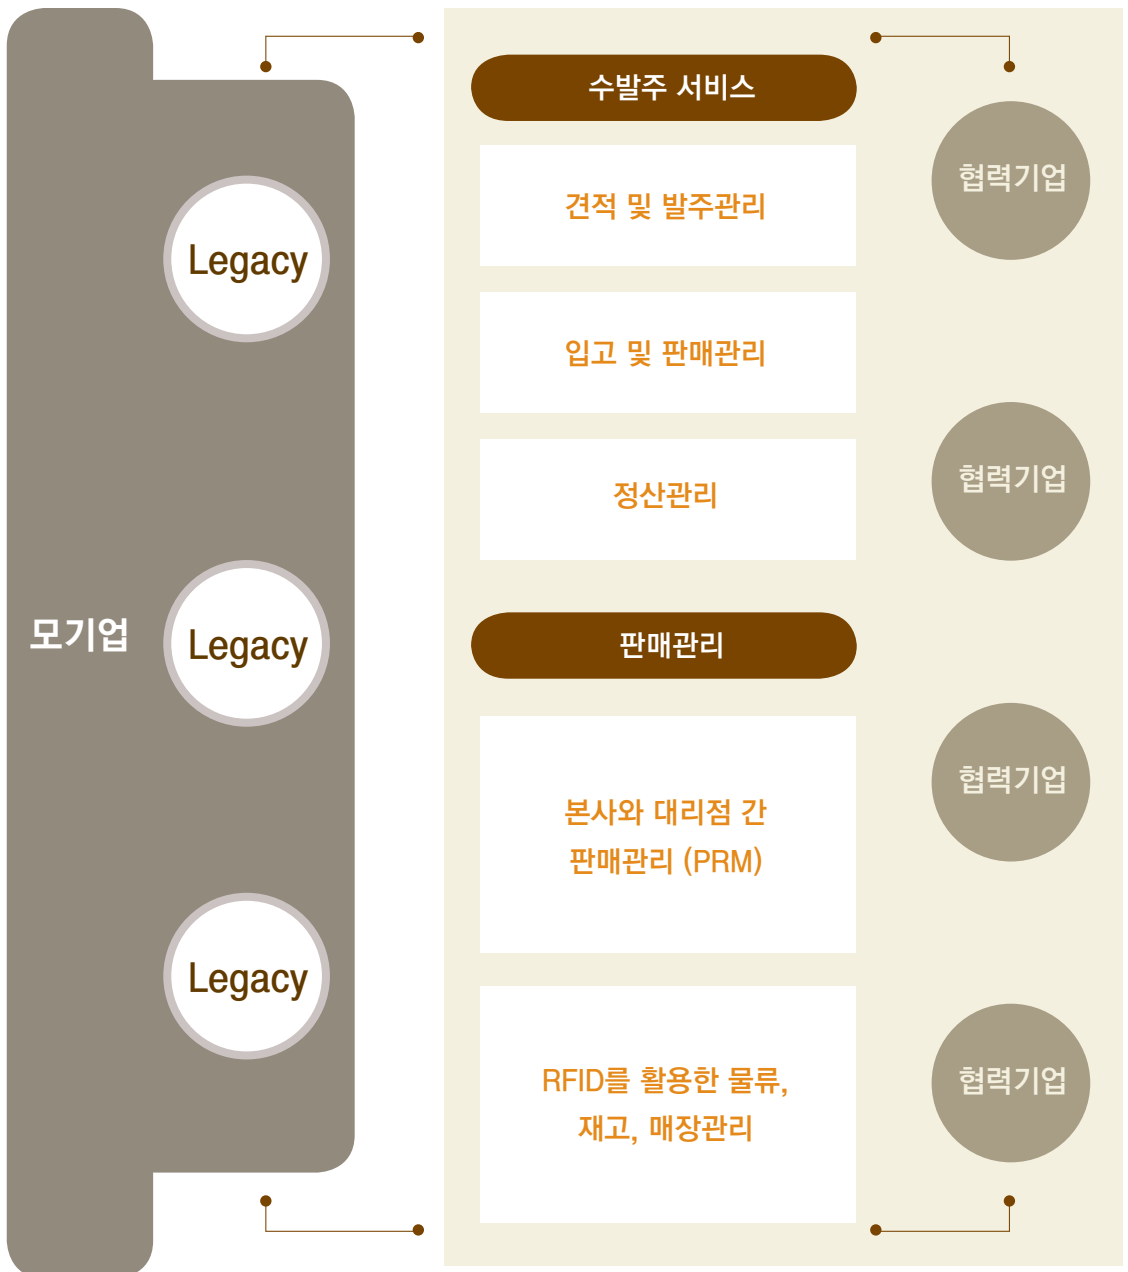 모기업
Legacy
Legacy
Legacy
수발주 서비스
견적 및 발주관리
입고 및 판매관리
정산관리
판매관리
본사와 대리점 간
판매관리 (PRM)
RFID를 활용한 물류,
재고, 매장관리
협력기업
협력기업
협력기업
협력기업